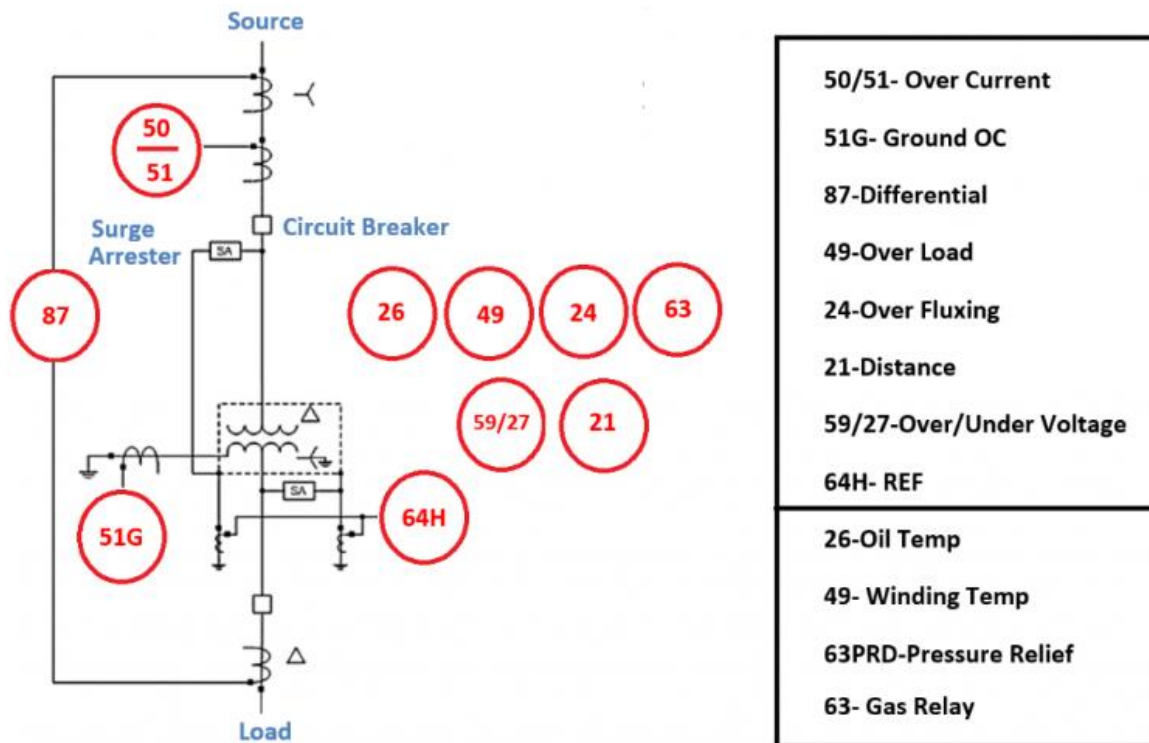 Source
50
51
Surge
Arrester
SA
Circuit Breaker
87
26
49
24
63
59/27
21
SA
51G
64H
Load
50/51- Over Current
51G- Ground OC
87-Differential
49-Over Load
24-Over Fluxing
21-Distance
59/27-Over/Under Voltage
64H- REF
26-Oil Temp
49- Winding Temp
63PRD-Pressure Relief
63- Gas Relay